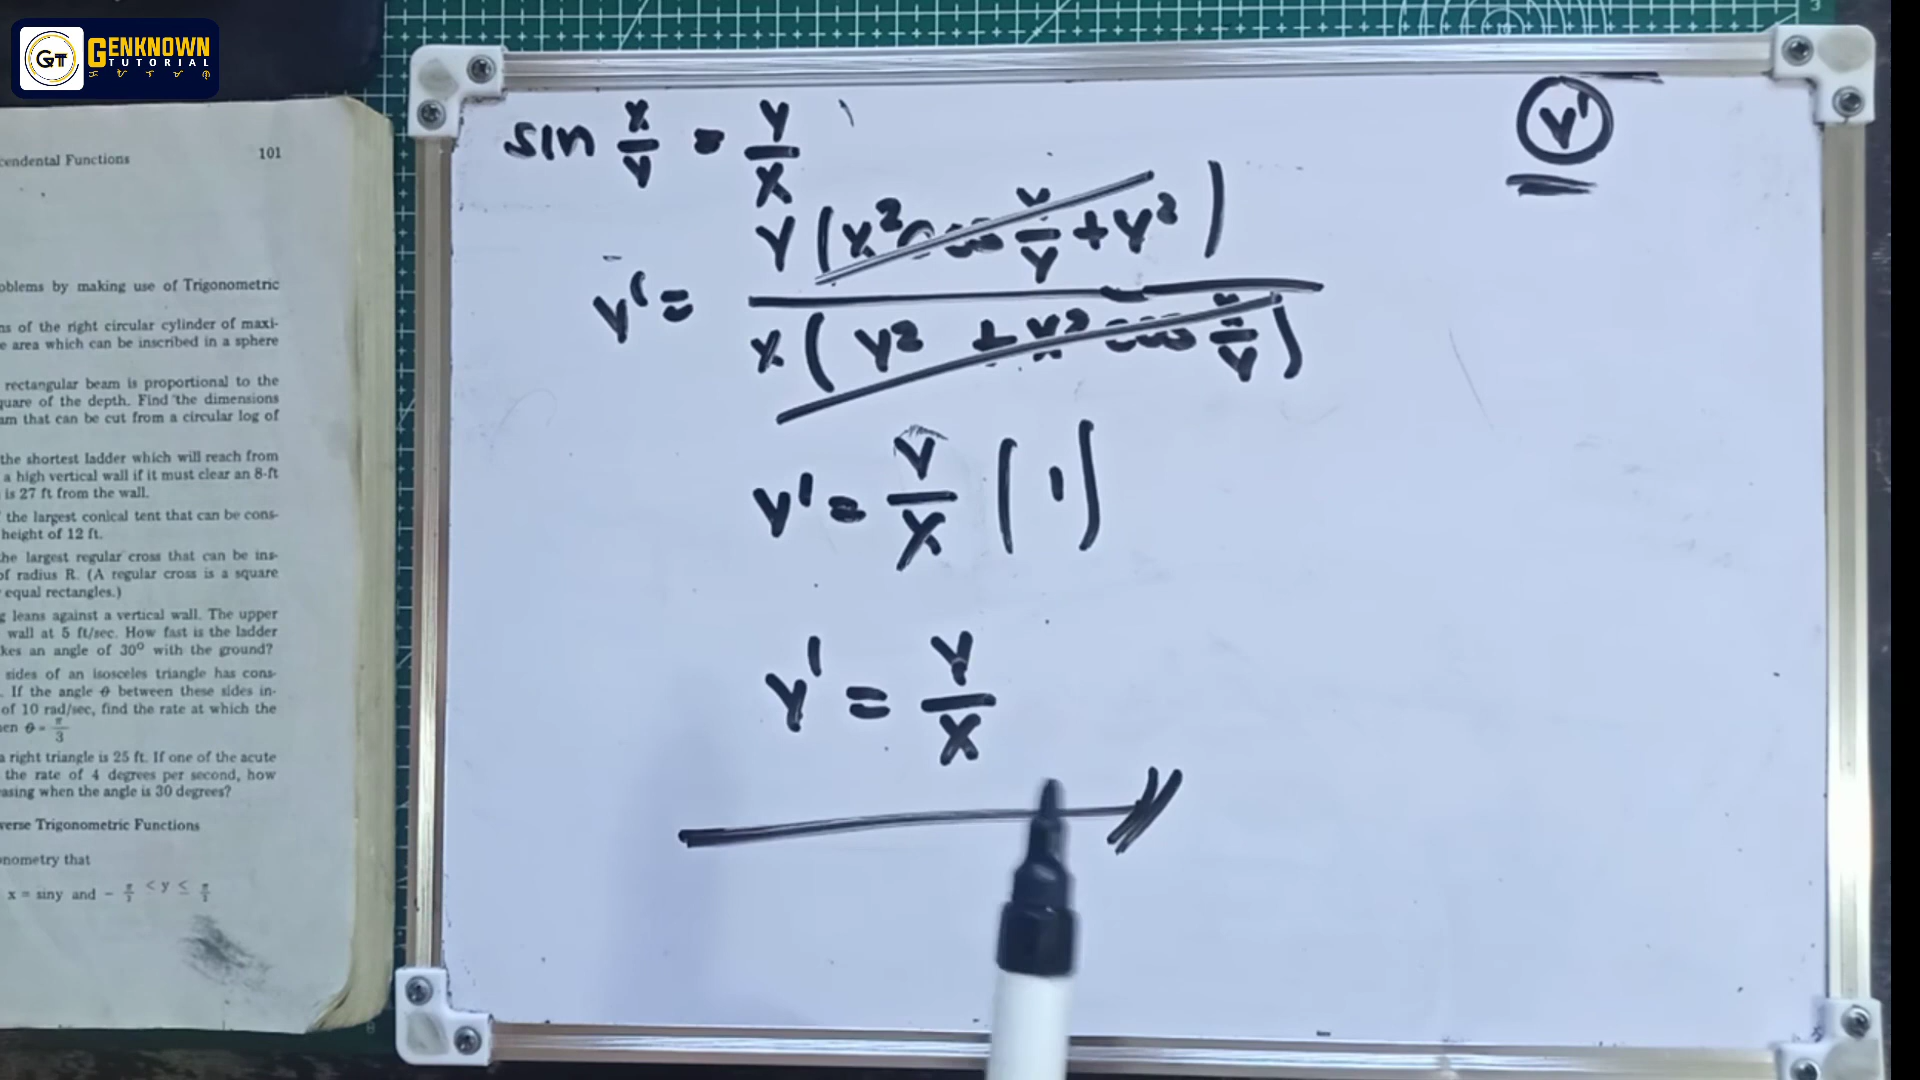 GT GENKNOWN
TUTORIAL
cendental Functions 101
oblems by making use of Trigonometric
ns of the right circular cylinder of maxi-
e area which can be inscribed in a sphere
rectangular beam is proportional to the
quare of the depth. Find the dimensions
am that can be cut from a circular log of
the shortest ladder which will reach from
a high vertical wall if it must clear an 8-ft
is 27 ft from the wall.
the largest conical tent that can be cons-
height of 12 ft.
he largest regular cross that can be ins-
of radius R. (A regular cross is a square
equal rectangles.)
g leans against a vertical wall. The upper
wall at 5 ft/sec. How fast is the ladder
kes an angle of 30° with the ground?
sides of an isosceles triangle has cons-
. If the angle θ between these sides in-
of 10 rad/sec, find the rate at which the
en θ = π/3
a right triangle is 25 ft. If one of the acute
the rate of 4 degrees per second, how
asing when the angle is 30 degrees?
verse Trigonometric Functions
onometry that
x = siny and - π/2 < y ≤ π/2
sin x/y = y/x
y'
y' = y(x² cos x/y + y²) / x(y² + x² cos x/y)
y' = y/x (1)
y' = y/x
3